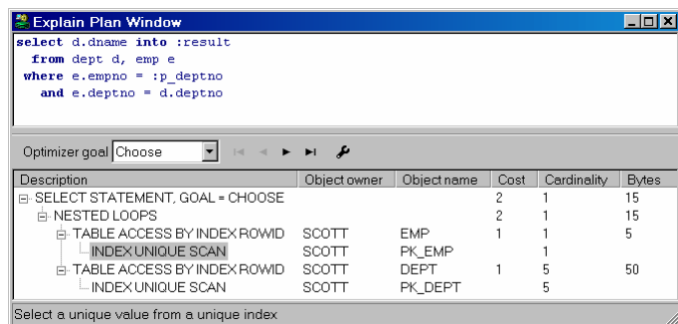 Explain Plan Window
select d.dname into :result
from dept d, emp e
where e.empno = :p_deptno
and e.deptno = d.deptno
Optimizer goal Choose
Description Object owner Object name Cost Cardinality Bytes
SELECT STATEMENT, GOAL = CHOOSE 2 1 15
NESTED LOOPS 2 1 15
TABLE ACCESS BY INDEX ROWID SCOTT EMP 1 1 5
INDEX UNIQUE SCAN SCOTT PK_EMP 1
TABLE ACCESS BY INDEX ROWID SCOTT DEPT 1 5 50
INDEX UNIQUE SCAN SCOTT PK_DEPT 5
Select a unique value from a unique index